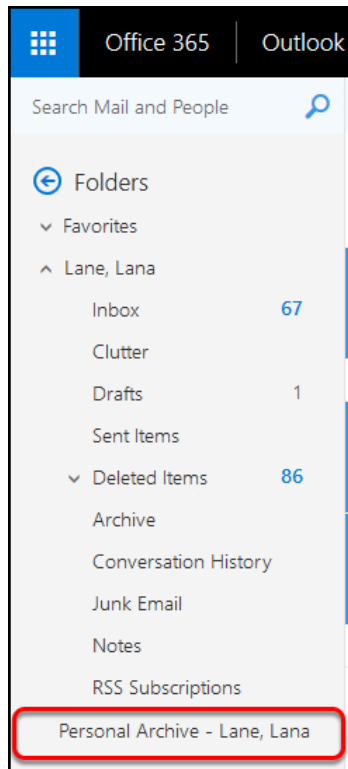 Office 365 Outlook
Search Mail and People
Folders
Favorites
Lane, Lana
Inbox 67
Clutter
Drafts 1
Sent Items
Deleted Items 86
Archive
Conversation History
Junk Email
Notes
RSS Subscriptions
Personal Archive - Lane, Lana